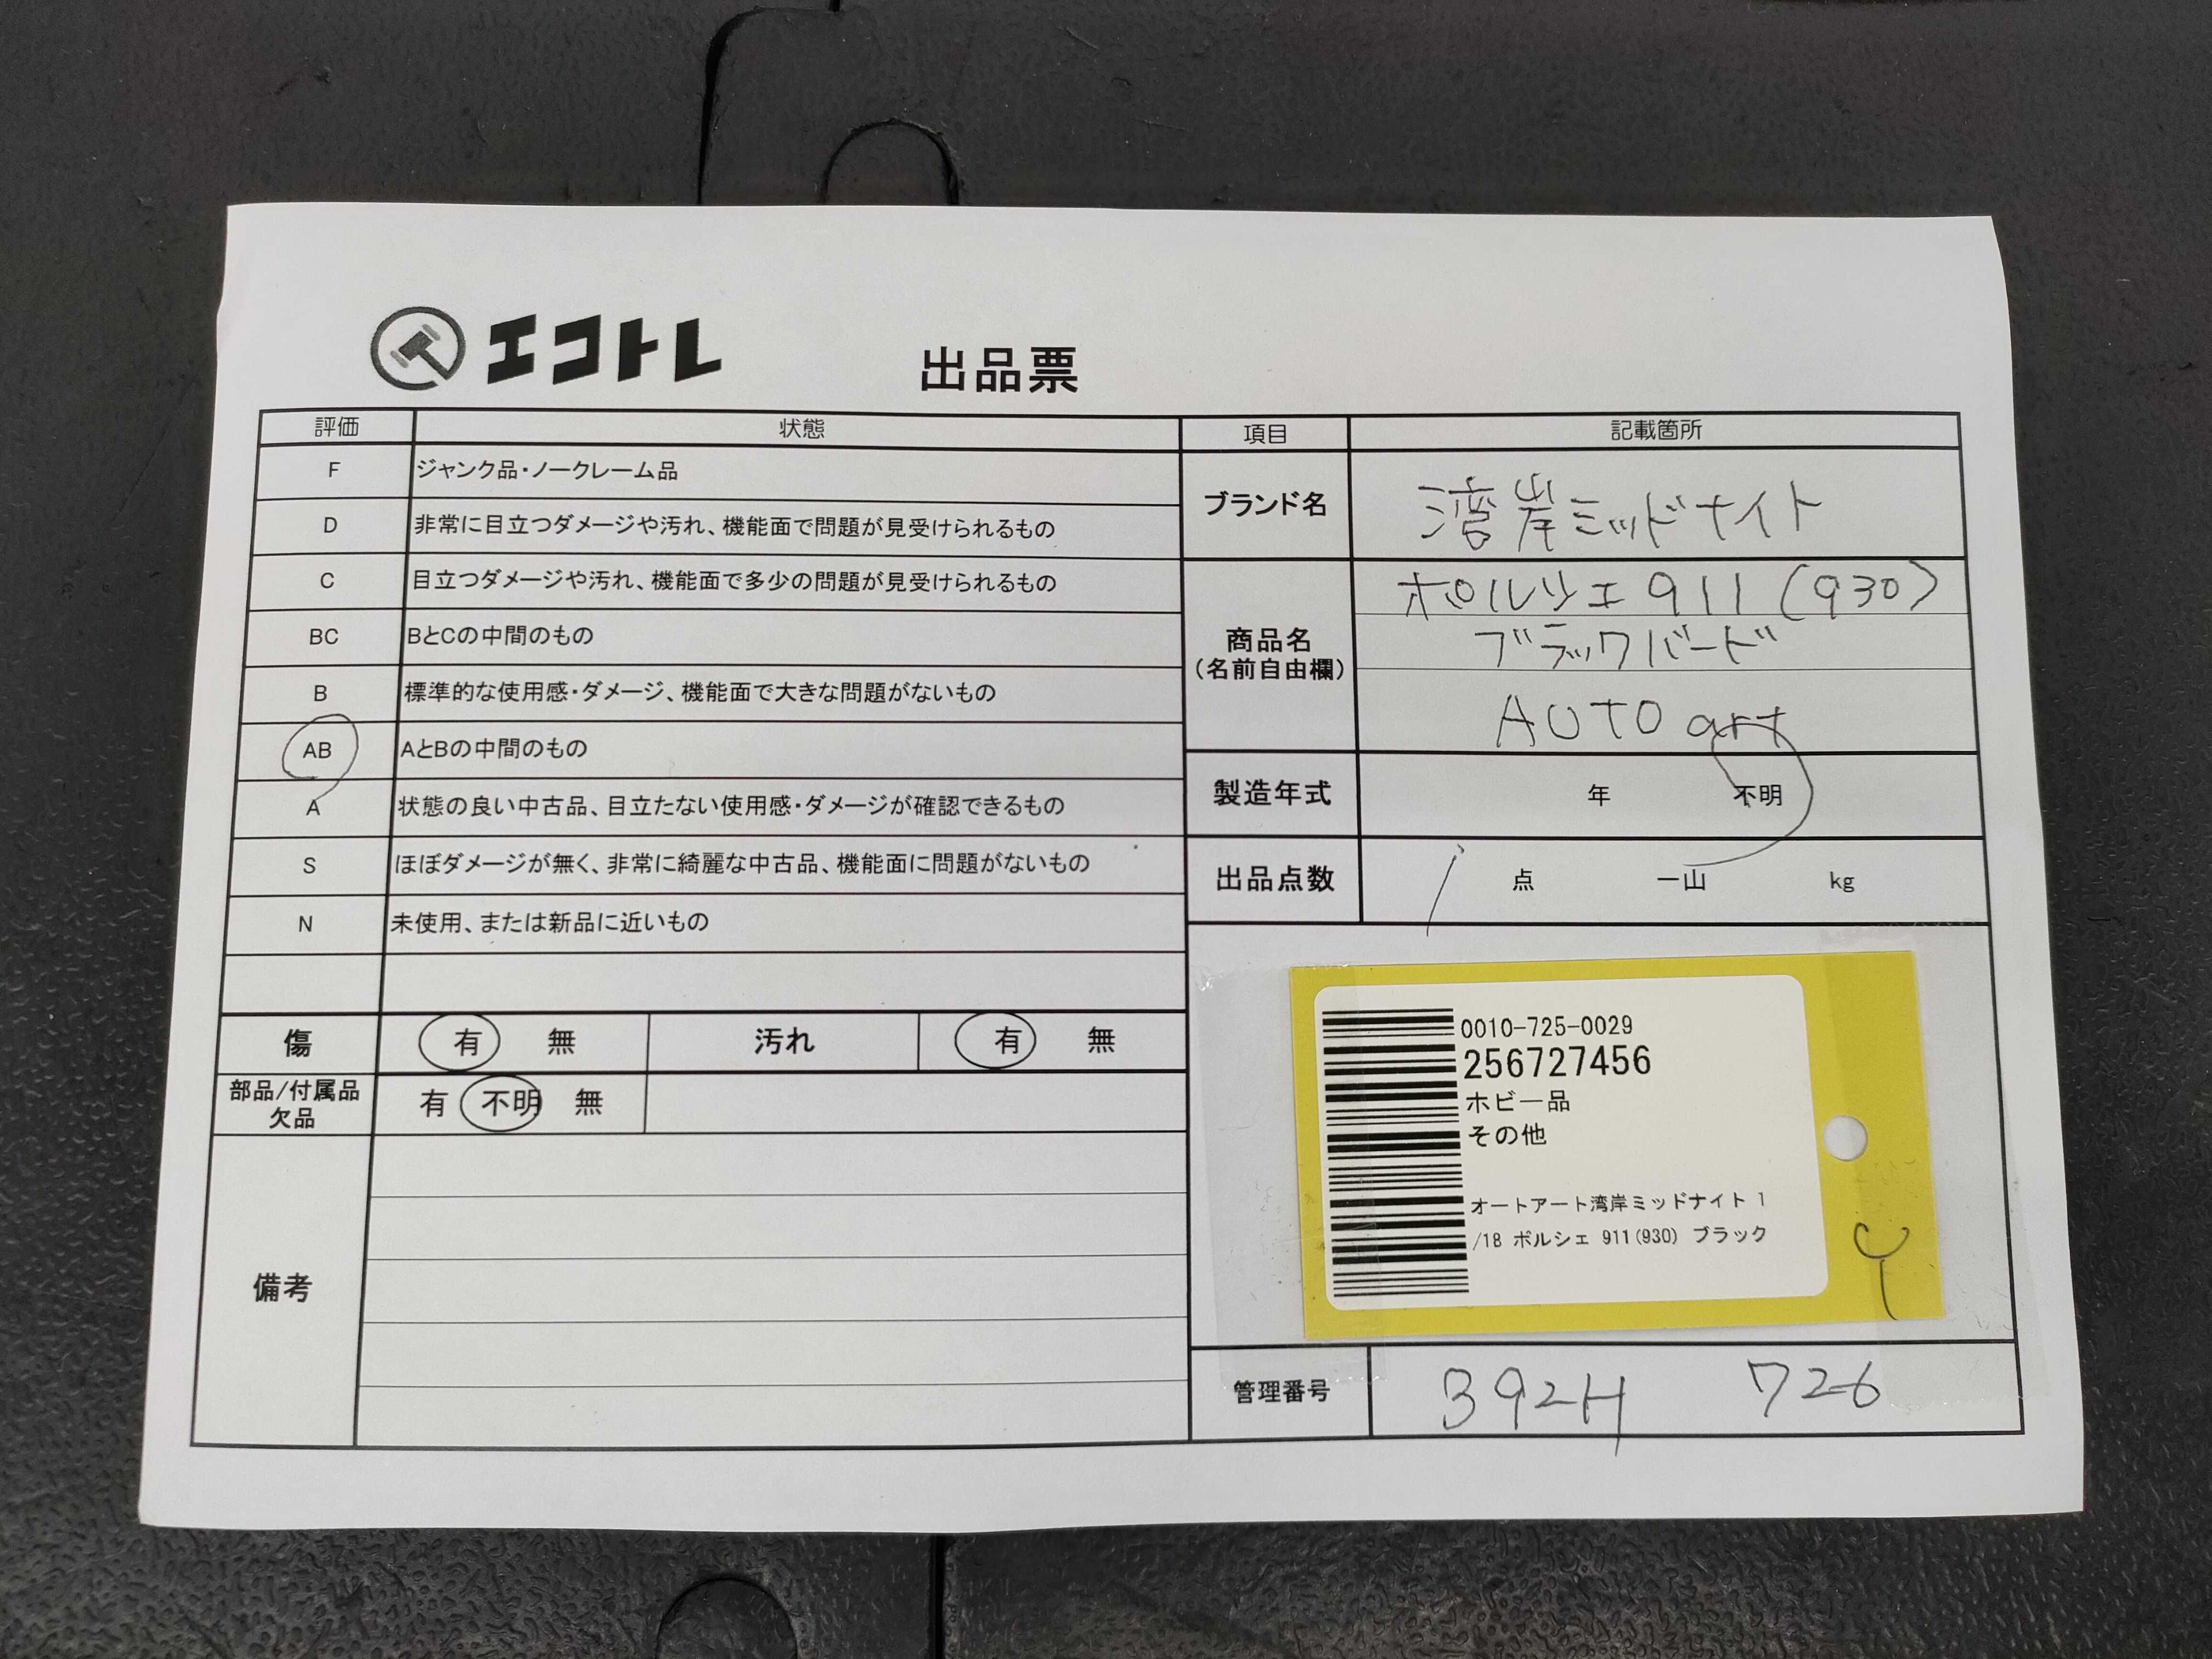 エコトレ
出品票
評価 状態
F ジャンク品・ノークレーム品
D 非常に目立つダメージや汚れ、機能面で問題が見受けられるもの
C 目立つダメージや汚れ、機能面で多少の問題が見受けられるもの
BC BとCの中間のもの
B 標準的な使用感・ダメージ、機能面で大きな問題がないもの
AB AとBの中間のもの
A 状態の良い中古品、目立たない使用感・ダメージが確認できるもの
S ほぼダメージが無く、非常に綺麗な中古品、機能面に問題がないもの
N 未使用、または新品に近いもの
傷 有 無 汚れ 有 無
部品/付属品
欠品
有 不明 無
備考
項目 記載箇所
ブランド名 湾岸ミッドナイト
商品名
(名前自由欄)
ポルシェ911(930)
ブラックバード
AUTO art
製造年式 年 不明
出品点数 1 点 一山 kg
0010-725-0029
256727456
ホビー品
その他
オートアート湾岸ミッドナイト 1
/18 ポルシェ 911(930) ブラック
管理番号 392H 726